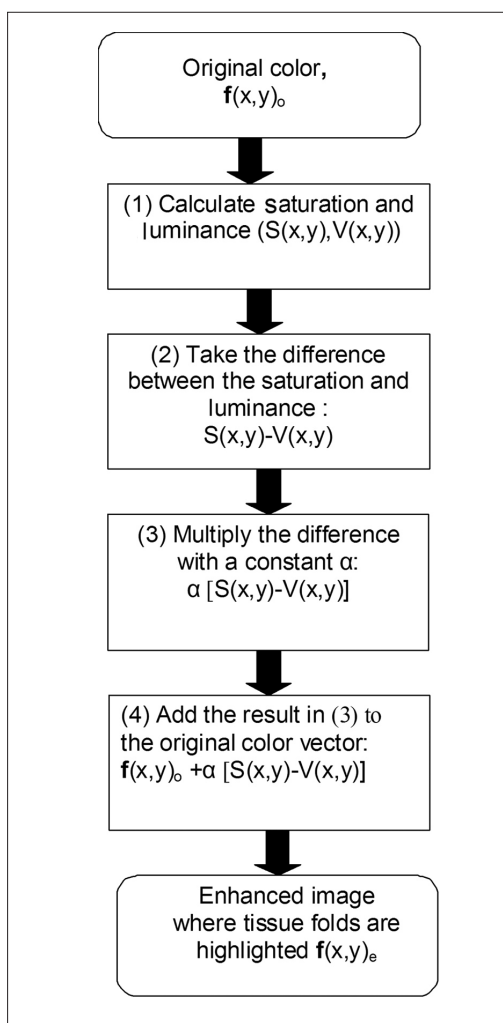 Original color,
f(x,y)ₒ
(1) Calculate saturation and
luminance (S(x,y),V(x,y))
(2) Take the difference
between the saturation and
luminance :
S(x,y)-V(x,y)
(3) Multiply the difference
with a constant α:
α [S(x,y)-V(x,y)]
(4) Add the result in (3) to
the original color vector:
f(x,y)ₒ +α [S(x,y)-V(x,y)]
Enhanced image
where tissue folds are
highlighted f(x,y)ₑ